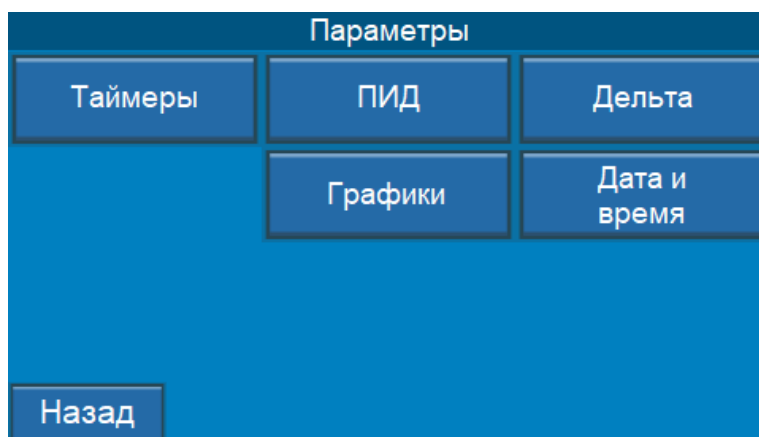 Параметры
Таймеры
ПИД
Дельта
Графики
Дата и
время
Назад